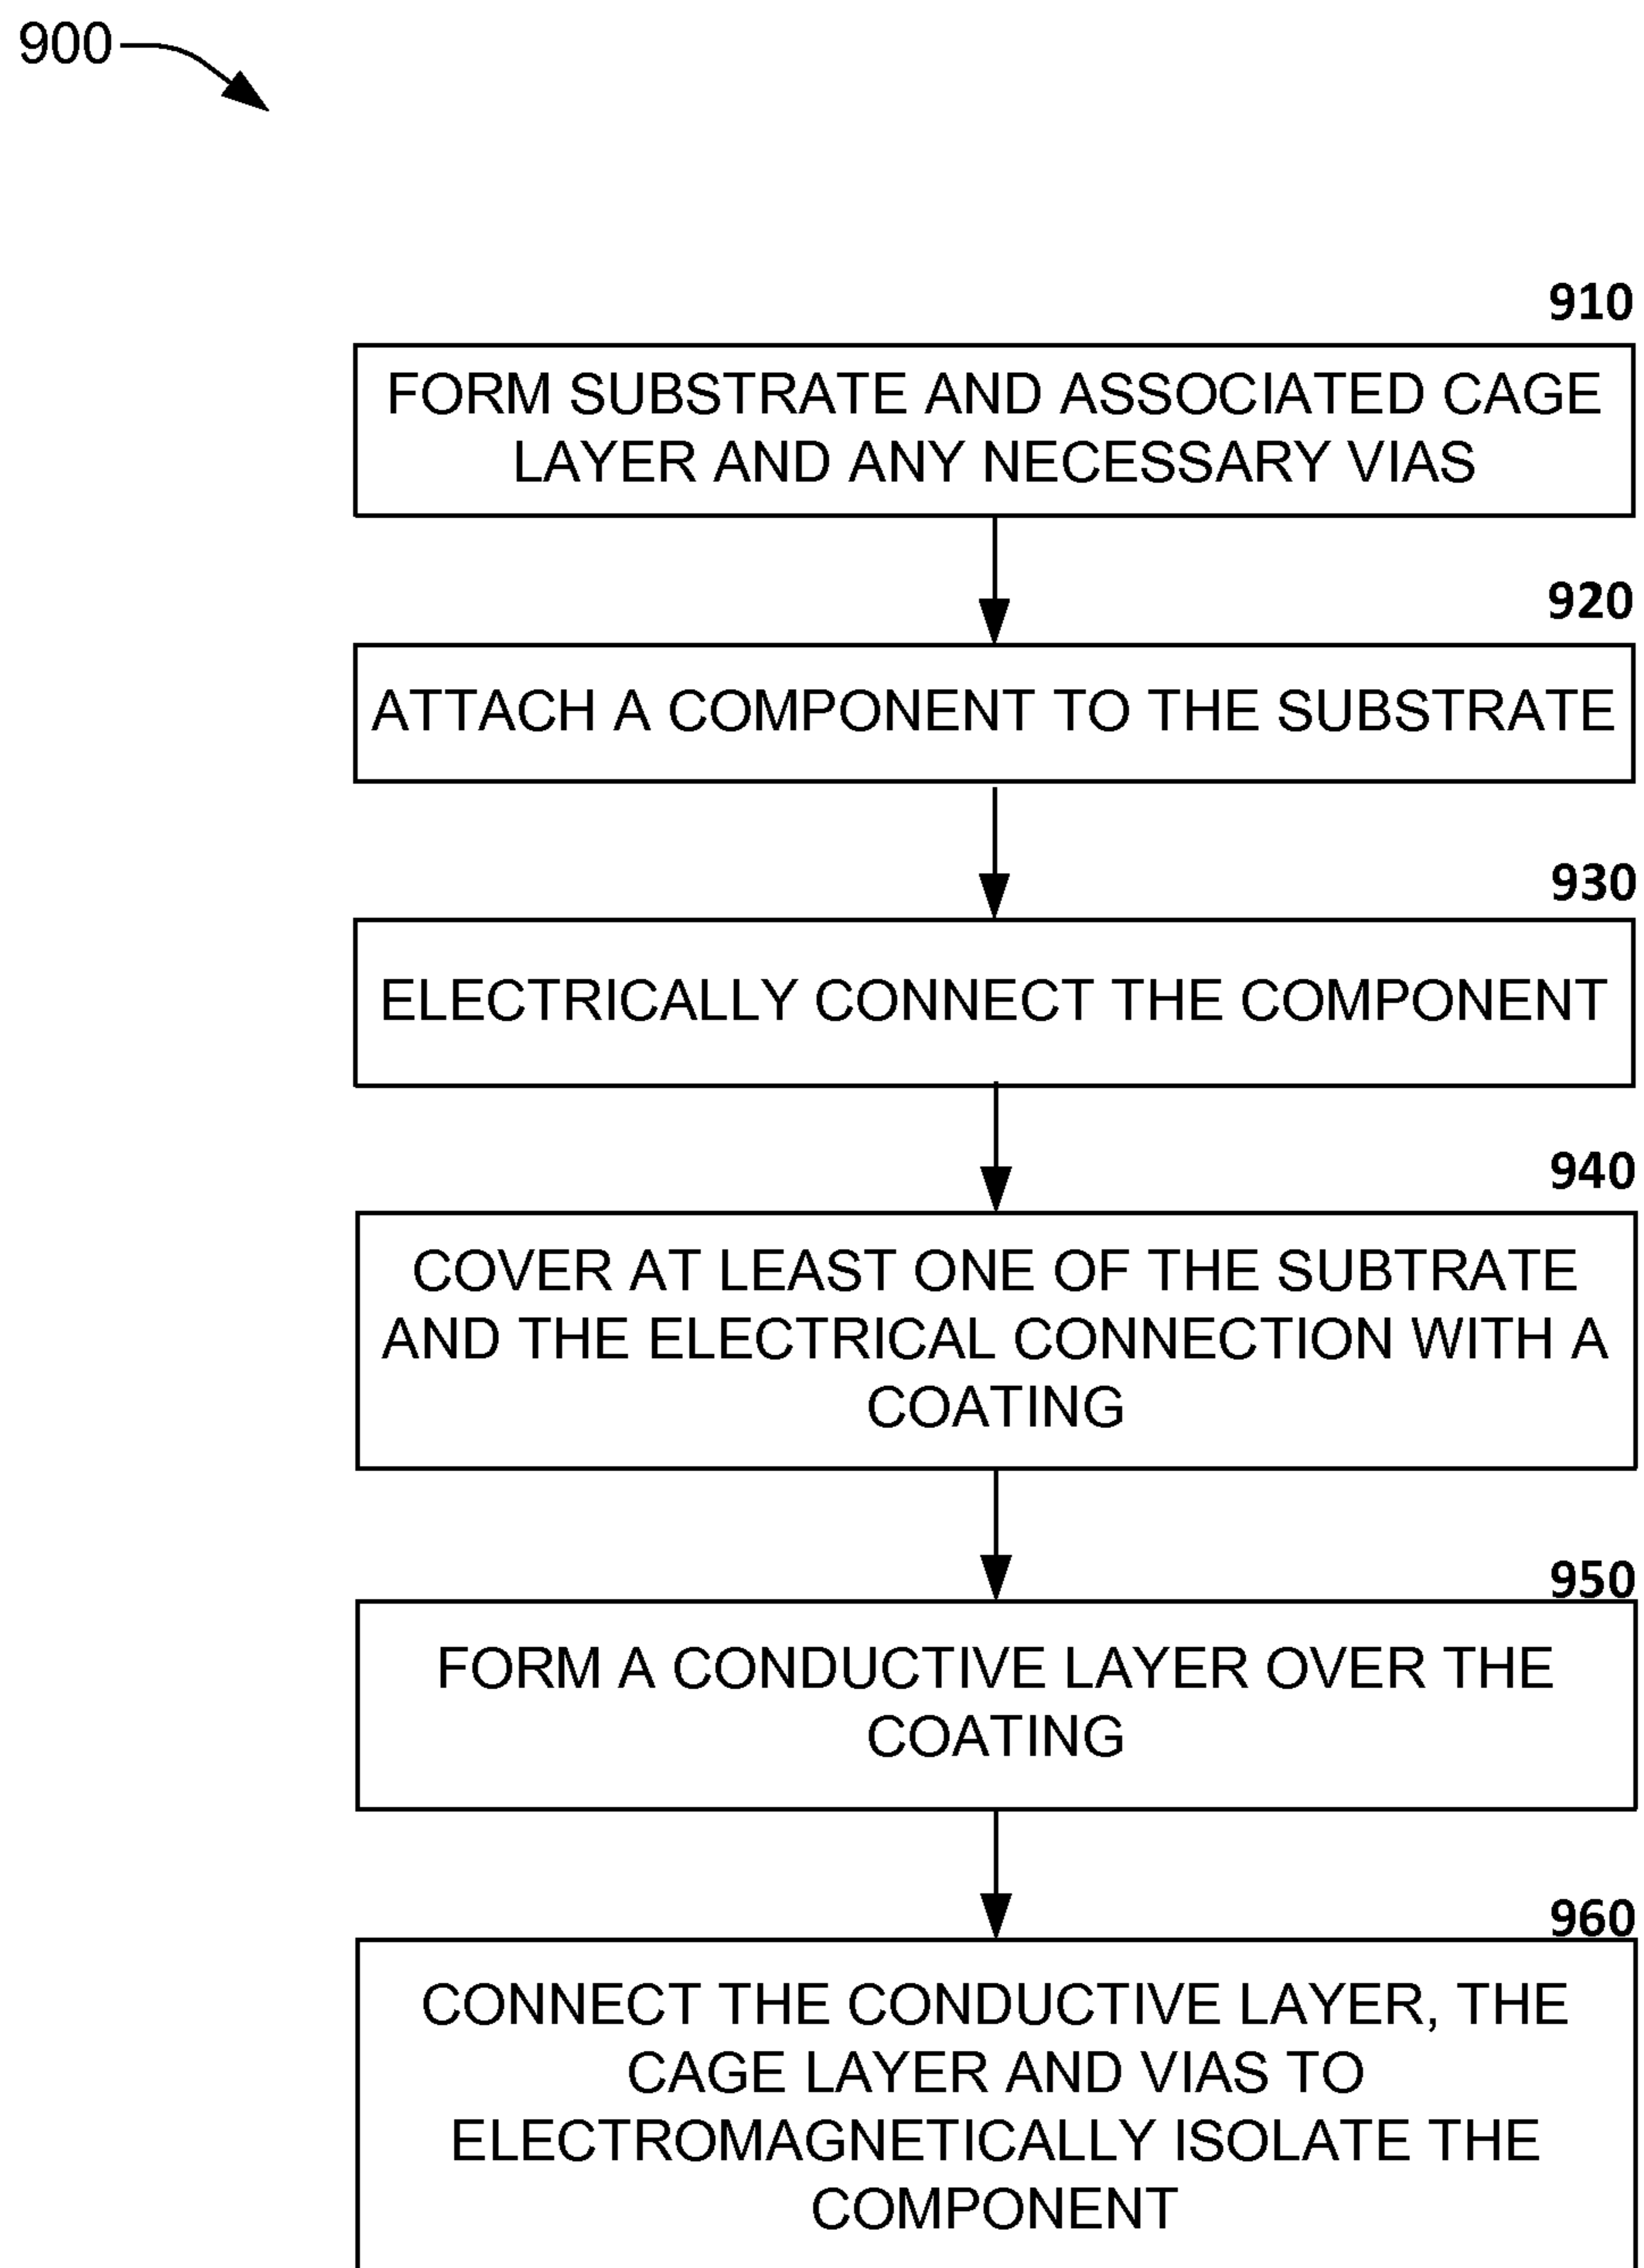 900
910
FORM SUBSTRATE AND ASSOCIATED CAGE
LAYER AND ANY NECESSARY VIAS
920
ATTACH A COMPONENT TO THE SUBSTRATE
930
ELECTRICALLY CONNECT THE COMPONENT
940
COVER AT LEAST ONE OF THE SUBTRATE
AND THE ELECTRICAL CONNECTION WITH A
COATING
950
FORM A CONDUCTIVE LAYER OVER THE
COATING
960
CONNECT THE CONDUCTIVE LAYER, THE
CAGE LAYER AND VIAS TO
ELECTROMAGNETICALLY ISOLATE THE
COMPONENT